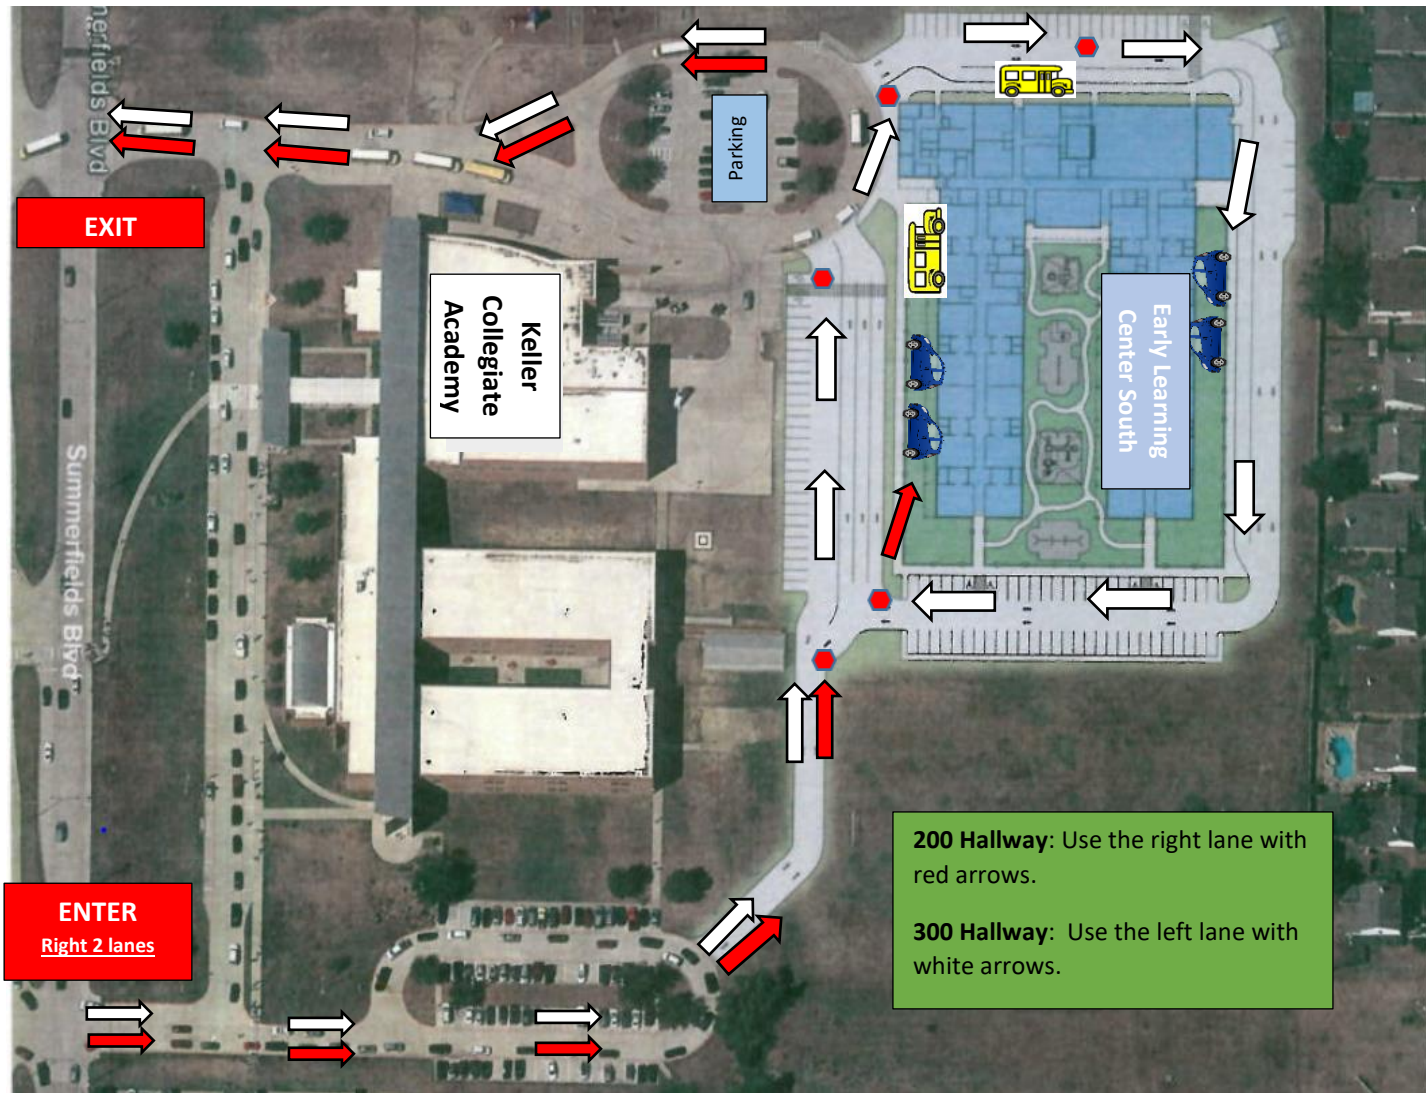 nerfields Blvd
EXIT
Parking
Keller
Collegiate
Academy
Early Learning
Center South
Summerfields Blvd
200 Hallway: Use the right lane with
red arrows.
300 Hallway:  Use the left lane with
white arrows.
ENTER
Right 2 lanes